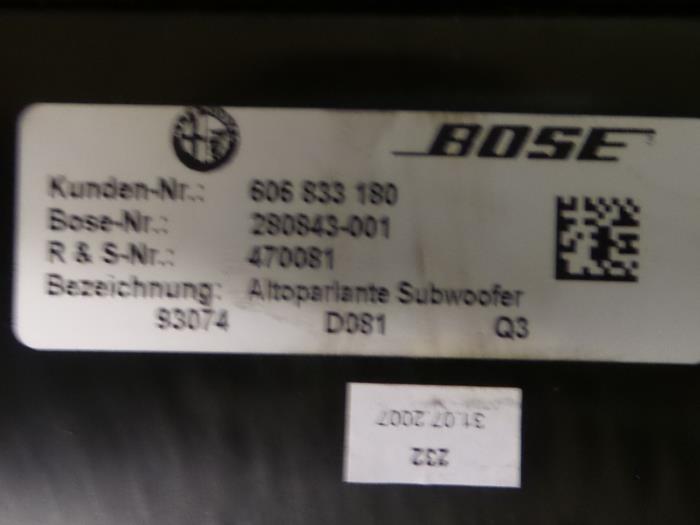 BOSE
Kunden-Nr.: 606 833 180
Bose-Nr.: 280843-001
R & S-Nr.: 470081
Bezeichnung: Altoparlante Subwoofer
93074 D081 Q3
232
31.07.2007